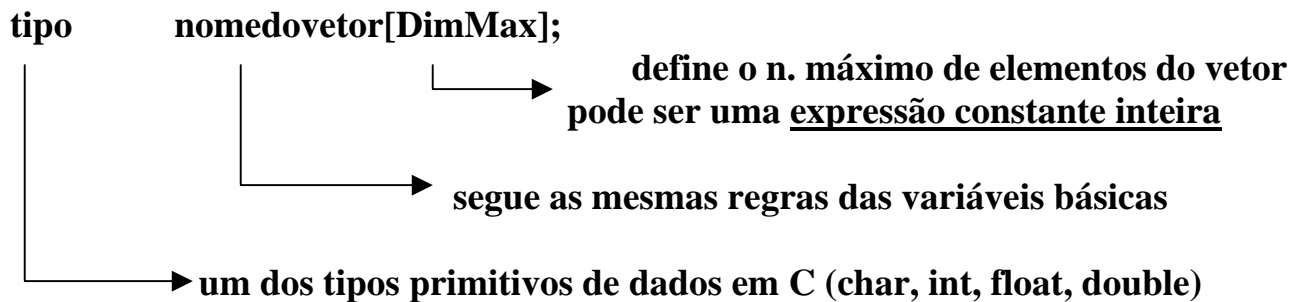 tipo nomedovetor[DimMax];
define o n. máximo de elementos do vetor
pode ser uma expressão constante inteira
segue as mesmas regras das variáveis básicas
um dos tipos primitivos de dados em C (char, int, float, double)